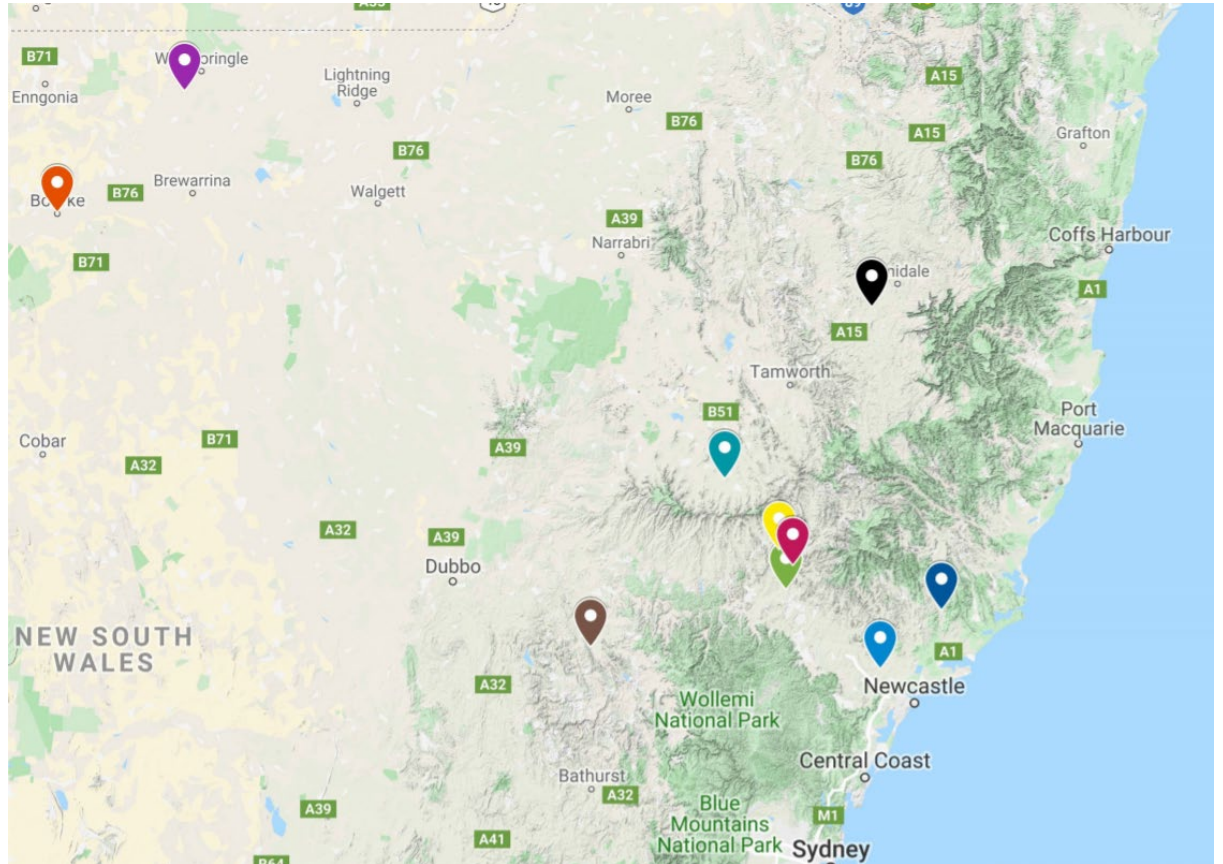 B71
Enngonia
Lightning
Ridge
Moree
B76
A15
A15
Grafton
B76
B76
Brewarrina
B76
Walgett
A39
Narrabri
Coffs Harbour
B71
A1
A15
Tamworth
B51
Port
Macquarie
Cobar
B71
A32
A39
A32
A39
Dubbo
NEW SOUTH
WALES
A1
A32
Newcastle
Wollemi
National Park
Central Coast
Bathurst
A32
A39
Blue
Mountains
National Park
M1
A41
Sydney